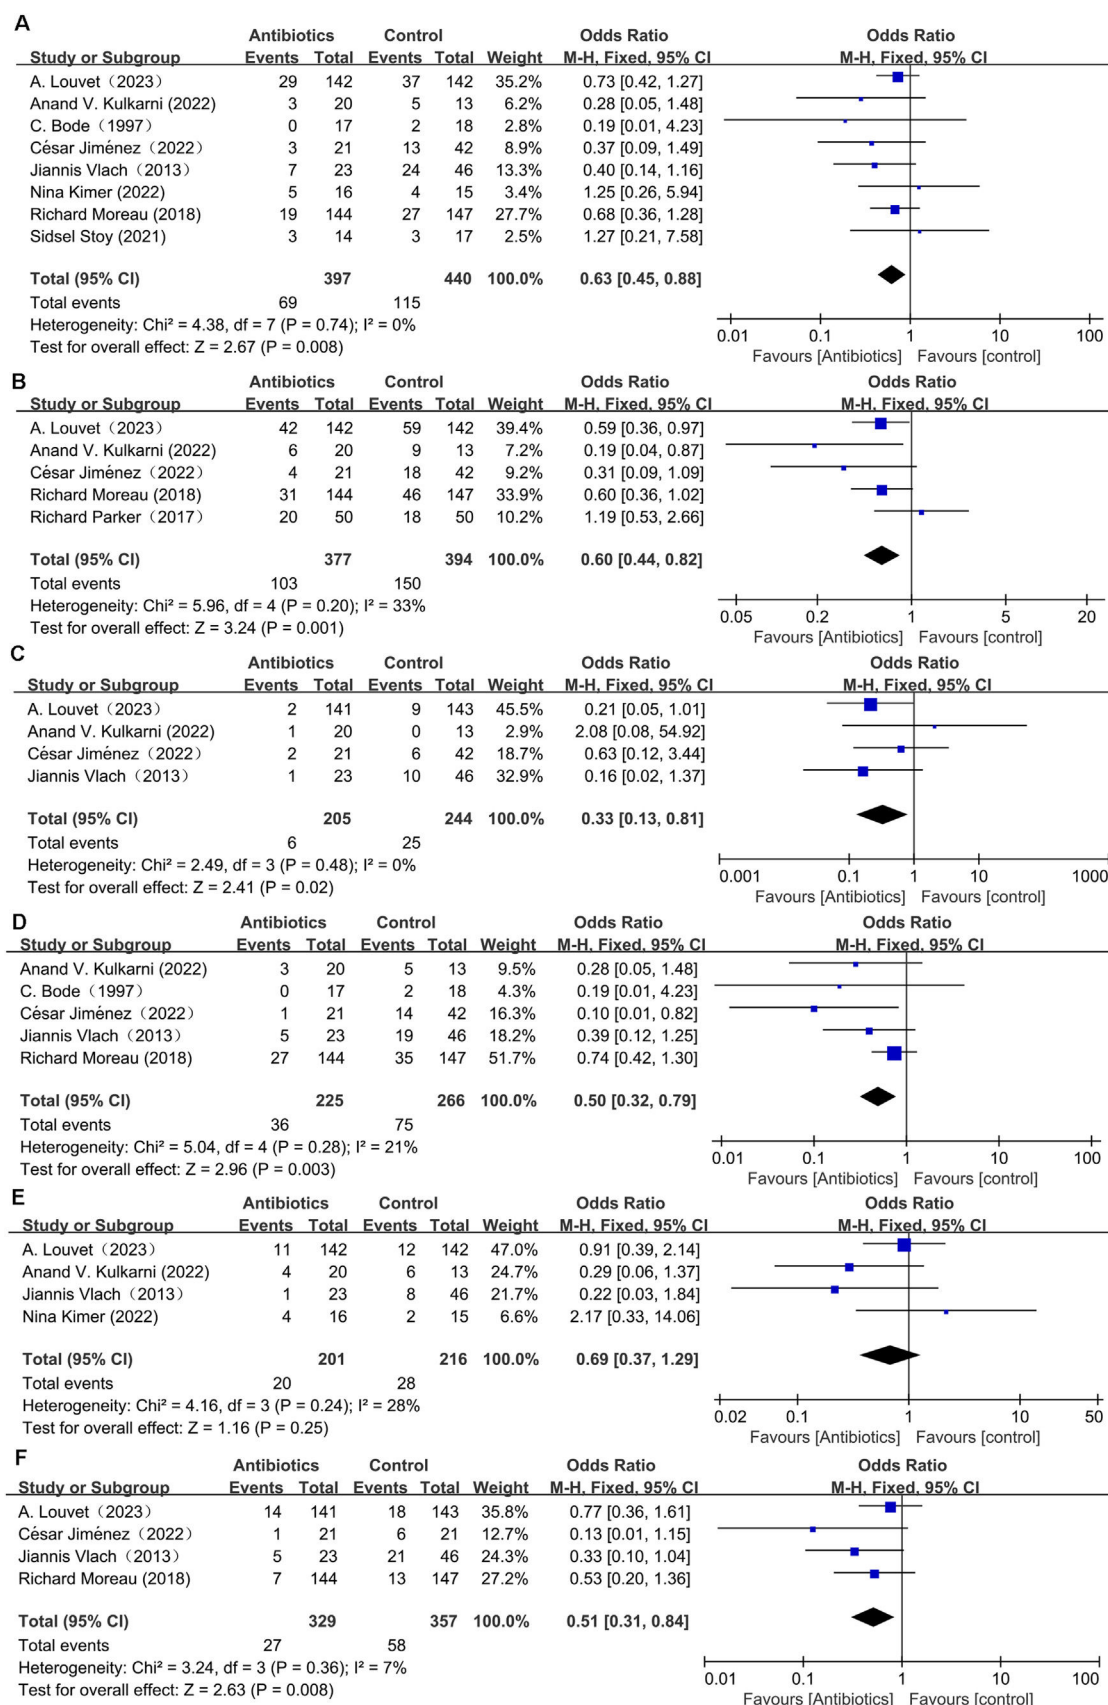 A
Antibiotics Control Odds Ratio Odds Ratio
Study or Subgroup Events Total Events Total Weight M-H, Fixed, 95% CI M-H, Fixed, 95% CI
A. Louvet（2023） 29 142 37 142 35.2% 0.73 [0.42, 1.27]
Anand V. Kulkarni (2022) 3 20 5 13 6.2% 0.28 [0.05, 1.48]
C. Bode（1997） 0 17 2 18 2.8% 0.19 [0.01, 4.23]
César Jiménez（2022） 3 21 13 42 8.9% 0.37 [0.09, 1.49]
Jiannis Vlach（2013） 7 23 24 46 13.3% 0.40 [0.14, 1.16]
Nina Kimer (2022) 5 16 4 15 3.4% 1.25 [0.26, 5.94]
Richard Moreau (2018) 19 144 27 147 27.7% 0.68 [0.36, 1.28]
Sidsel Stoy (2021) 3 14 3 17 2.5% 1.27 [0.21, 7.58]
Total (95% CI) 397 440 100.0% 0.63 [0.45, 0.88]
Total events 69 115
Heterogeneity: Chi² = 4.38, df = 7 (P = 0.74); I² = 0%
Test for overall effect: Z = 2.67 (P = 0.008)
0.01 0.1 1 10 100
Favours [Antibiotics] Favours [control]
B
Antibiotics Control Odds Ratio Odds Ratio
Study or Subgroup Events Total Events Total Weight M-H, Fixed, 95% CI M-H, Fixed, 95% CI
A. Louvet（2023） 42 142 59 142 39.4% 0.59 [0.36, 0.97]
Anand V. Kulkarni (2022) 6 20 9 13 7.2% 0.19 [0.04, 0.87]
César Jiménez（2022） 4 21 18 42 9.2% 0.31 [0.09, 1.09]
Richard Moreau (2018) 31 144 46 147 33.9% 0.60 [0.36, 1.02]
Richard Parker（2017） 20 50 18 50 10.2% 1.19 [0.53, 2.66]
Total (95% CI) 377 394 100.0% 0.60 [0.44, 0.82]
Total events 103 150
Heterogeneity: Chi² = 5.96, df = 4 (P = 0.20); I² = 33%
Test for overall effect: Z = 3.24 (P = 0.001)
0.05 0.2 1 5 20
Favours [Antibiotics] Favours [control]
C
Antibiotics Control Odds Ratio Odds Ratio
Study or Subgroup Events Total Events Total Weight M-H, Fixed, 95% CI M-H, Fixed, 95% CI
A. Louvet（2023） 2 141 9 143 45.5% 0.21 [0.05, 1.01]
Anand V. Kulkarni (2022) 1 20 0 13 2.9% 2.08 [0.08, 54.92]
César Jiménez（2022） 2 21 6 42 18.7% 0.63 [0.12, 3.44]
Jiannis Vlach（2013） 1 23 10 46 32.9% 0.16 [0.02, 1.37]
Total (95% CI) 205 244 100.0% 0.33 [0.13, 0.81]
Total events 6 25
Heterogeneity: Chi² = 2.49, df = 3 (P = 0.48); I² = 0%
Test for overall effect: Z = 2.41 (P = 0.02)
0.001 0.1 1 10 1000
Favours [Antibiotics] Favours [control]
D
Antibiotics Control Odds Ratio Odds Ratio
Study or Subgroup Events Total Events Total Weight M-H, Fixed, 95% CI M-H, Fixed, 95% CI
Anand V. Kulkarni (2022) 3 20 5 13 9.5% 0.28 [0.05, 1.48]
C. Bode（1997） 0 17 2 18 4.3% 0.19 [0.01, 4.23]
César Jiménez（2022） 1 21 14 42 16.3% 0.10 [0.01, 0.82]
Jiannis Vlach（2013） 5 23 19 46 18.2% 0.39 [0.12, 1.25]
Richard Moreau (2018) 27 144 35 147 51.7% 0.74 [0.42, 1.30]
Total (95% CI) 225 266 100.0% 0.50 [0.32, 0.79]
Total events 36 75
Heterogeneity: Chi² = 5.04, df = 4 (P = 0.28); I² = 21%
Test for overall effect: Z = 2.96 (P = 0.003)
0.01 0.1 1 10 100
Favours [Antibiotics] Favours [control]
E
Antibiotics Control Odds Ratio Odds Ratio
Study or Subgroup Events Total Events Total Weight M-H, Fixed, 95% CI M-H, Fixed, 95% CI
A. Louvet（2023） 11 142 12 142 47.0% 0.91 [0.39, 2.14]
Anand V. Kulkarni (2022) 4 20 6 13 24.7% 0.29 [0.06, 1.37]
Jiannis Vlach（2013） 1 23 8 46 21.7% 0.22 [0.03, 1.84]
Nina Kimer (2022) 4 16 2 15 6.6% 2.17 [0.33, 14.06]
Total (95% CI) 201 216 100.0% 0.69 [0.37, 1.29]
Total events 20 28
Heterogeneity: Chi² = 4.16, df = 3 (P = 0.24); I² = 28%
Test for overall effect: Z = 1.16 (P = 0.25)
0.02 0.1 1 10 50
Favours [Antibiotics] Favours [control]
F
Antibiotics Control Odds Ratio Odds Ratio
Study or Subgroup Events Total Events Total Weight M-H, Fixed, 95% CI M-H, Fixed, 95% CI
A. Louvet（2023） 14 141 18 143 35.8% 0.77 [0.36, 1.61]
César Jiménez（2022） 1 21 6 21 12.7% 0.13 [0.01, 1.15]
Jiannis Vlach（2013） 5 23 21 46 24.3% 0.33 [0.10, 1.04]
Richard Moreau (2018) 7 144 13 147 27.2% 0.53 [0.20, 1.36]
Total (95% CI) 329 357 100.0% 0.51 [0.31, 0.84]
Total events 27 58
Heterogeneity: Chi² = 3.24, df = 3 (P = 0.36); I² = 7%
Test for overall effect: Z = 2.63 (P = 0.008)
0.01 0.1 1 10 100
Favours [Antibiotics] Favours [control]